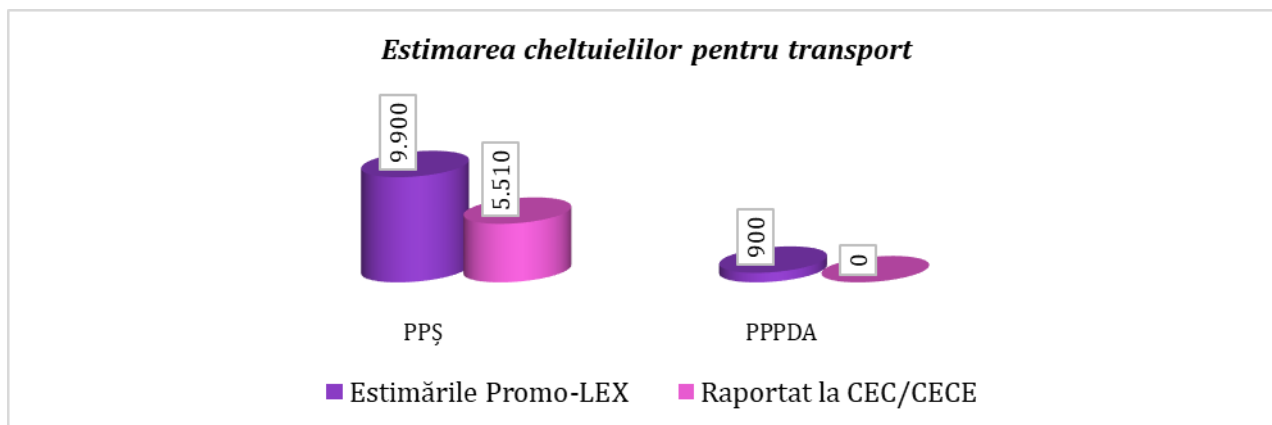 Estimarea cheltuielilor pentru transport
9.900
5.510
900
0
PPȘ
PPPDA
Estimările Promo-LEX
Raportat la CEC/CECE